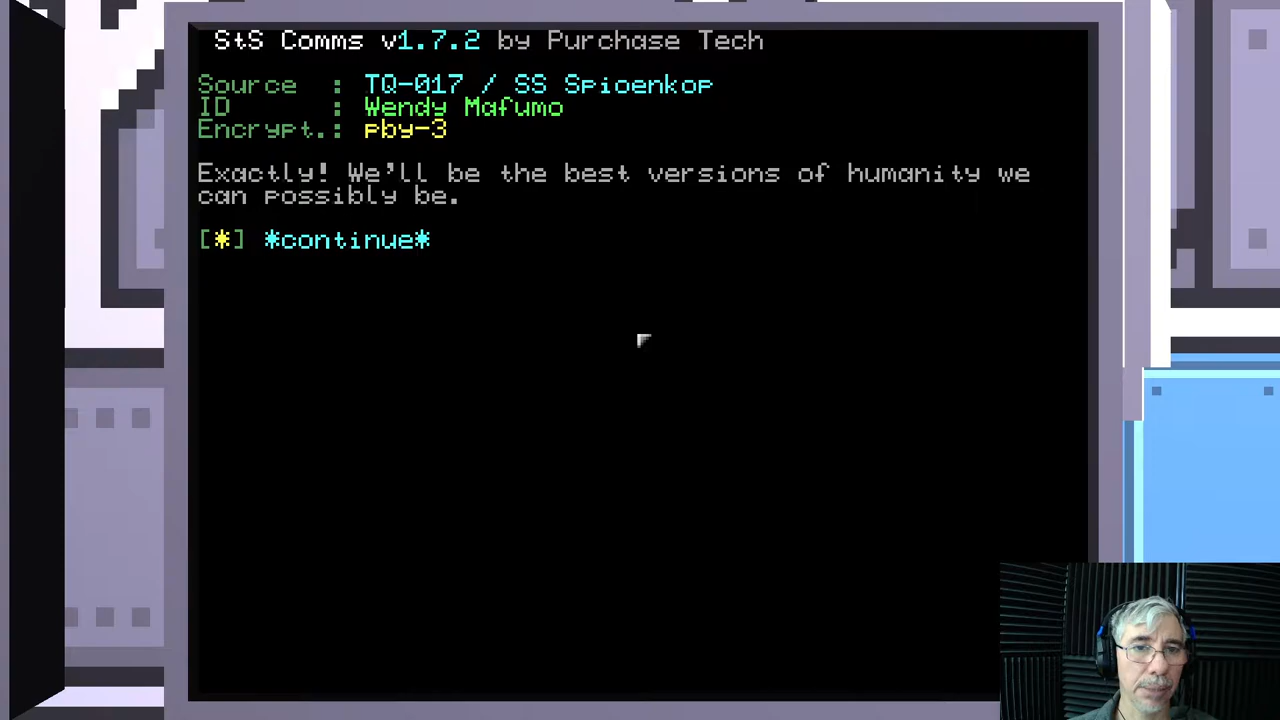 StS Comms v1.7.2 by Purchase Tech
Source : TQ-017 / SS Spioenkop
ID : Wendy Mafumo
Encrypt.: pby-3
Exactly! We'll be the best versions of humanity we
can possibly be.
[*] *continue*